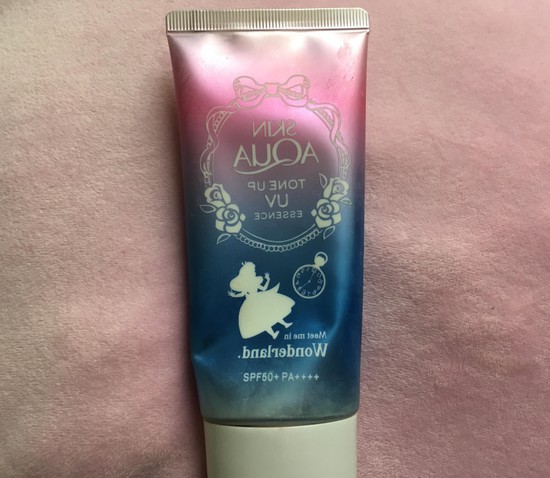 SKIN
AQUA
TONE UP
UV
ESSENCE
Meet me in
Wonderland.
SPF50+ PA++++